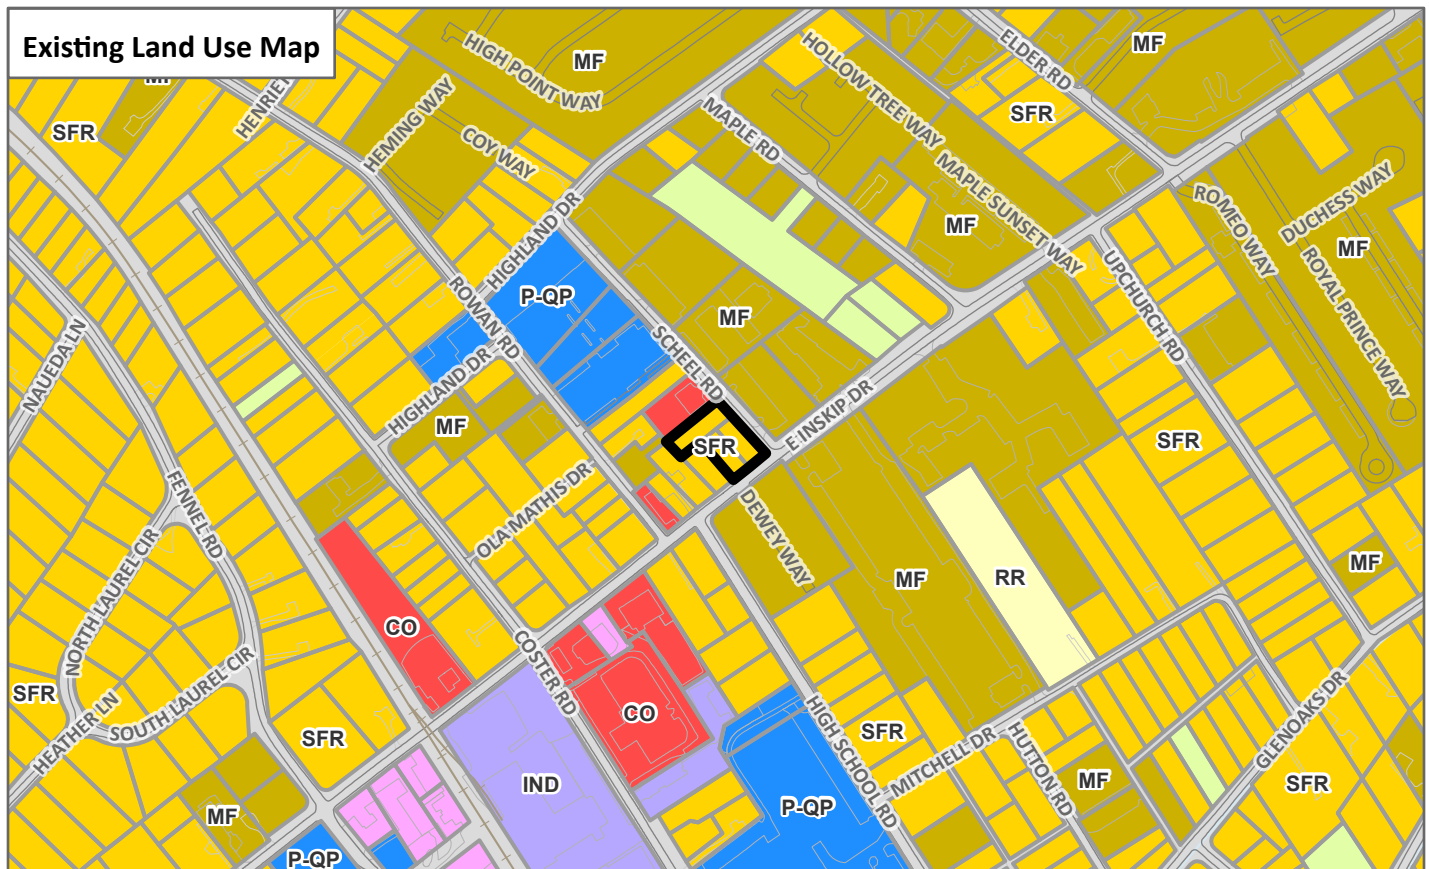 Existing Land Use Map
MF
HIGH POINT WAY
MF
HOLLOW TREE WAY
ELDER RD
MF
SFR
HENRIET
HEMING WAY
COY WAY
MAPLE RD
SFR
MAPLE SUNSET WAY
MF
ROMEO WAY
DUCHESS WAY
MF
HIGHLAND DR
ROWAN RD
P-QP
MF
SCHEEL RD
UPCHURCH RD
ROYAL PRINCE WAY
NAUEDA LN
HIGHLAND DR
MF
SFR
E INSKIP DR
SFR
FENNEL RD
OLA MATHIS DR
DEWEY WAY
MF
RR
MF
NORTH LAUREL CIR
CO
COSTER RD
SFR
SOUTH LAUREL CIR
HEATHER LN
SFR
CO
HIGH SCHOOL RD
SFR
MITCHELL DR
HUTTON RD
GLENOAKS DR
MF
IND
P-QP
MF
SFR
P-QP